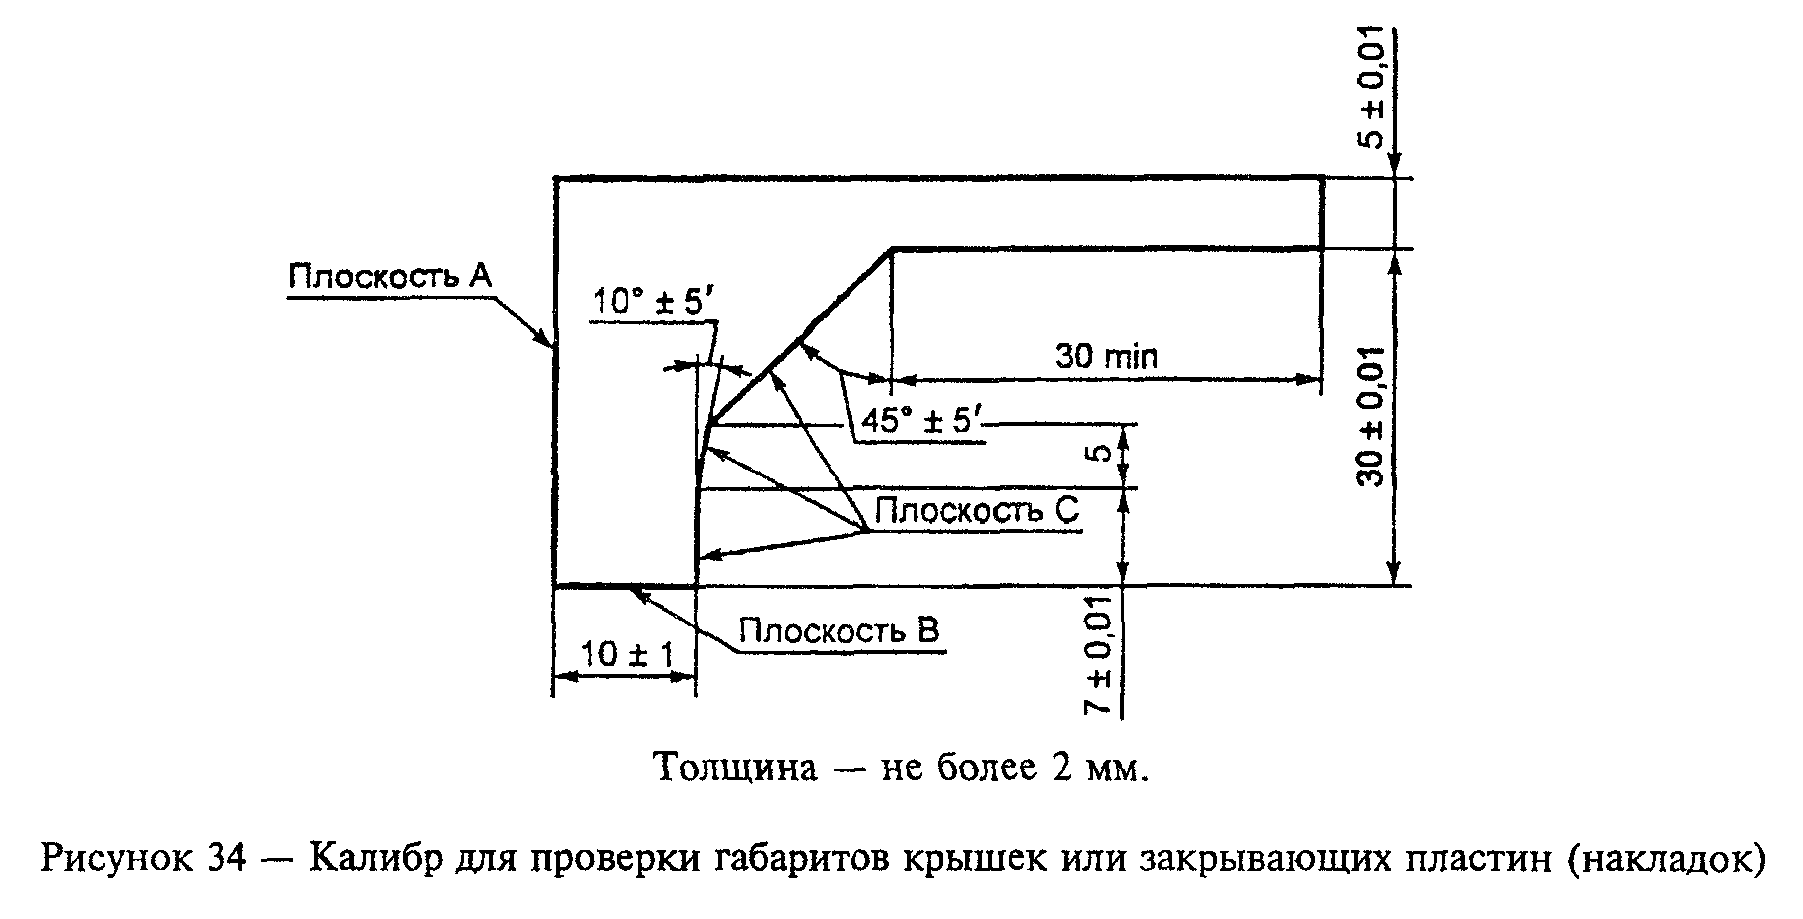 5 ± 0,01
Плоскость A
10° ± 5′
30 min
30 ± 0,01
45° ± 5′
5
Плоскость C
Плоскость B
10 ± 1
7 ± 0,01
Толщина — не более 2 мм.
Рисунок 34 — Калибр для проверки габаритов крышек или закрывающих пластин (накладок)